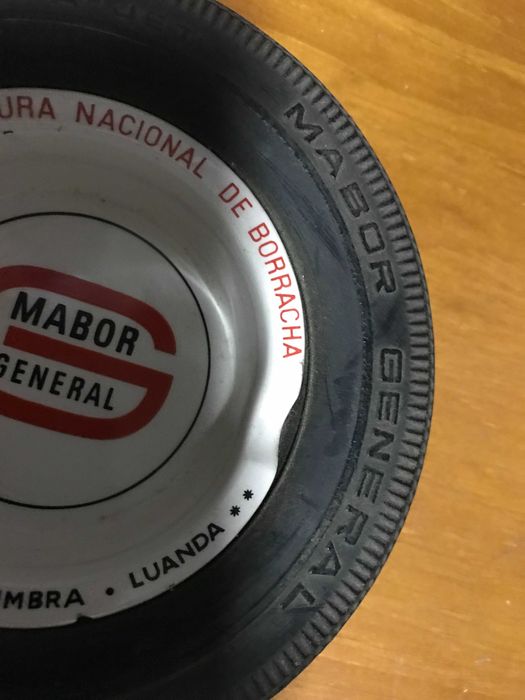 URA NACIONAL DE BORRACHA
MABOR
GENERAL
MBRA • LUANDA **
MABOR GENERAL